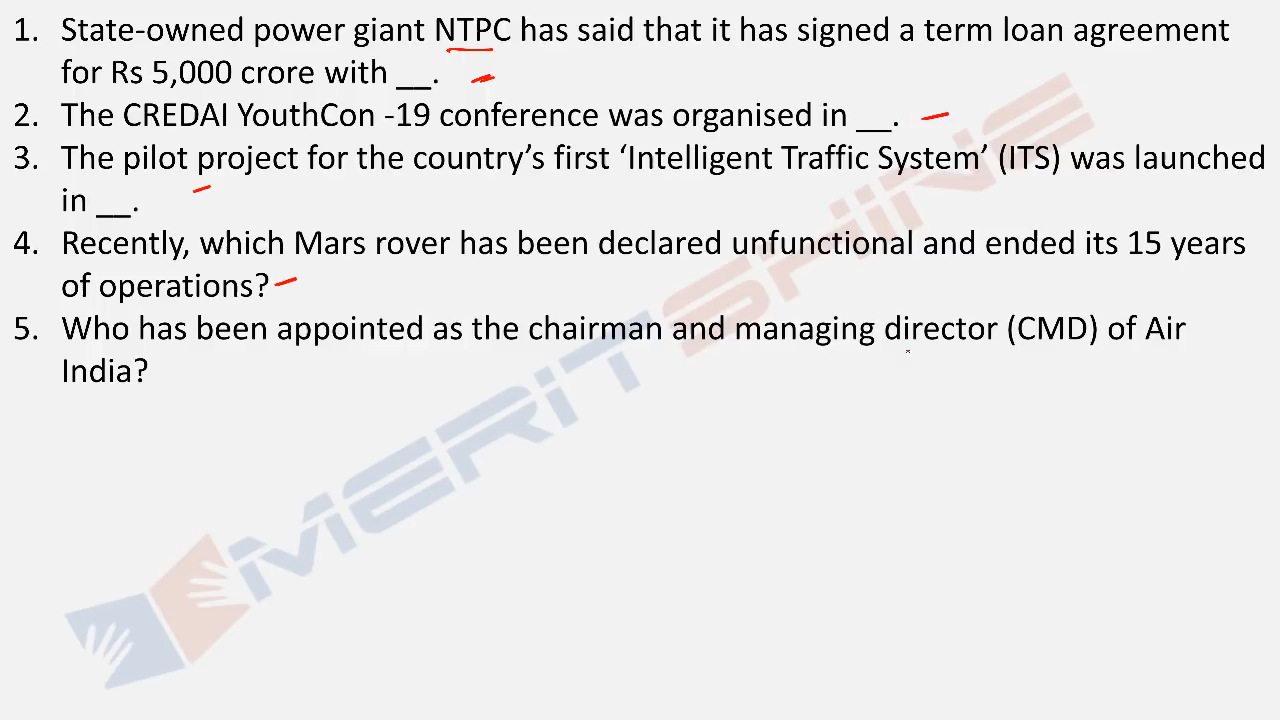 1. State-owned power giant NTPC has said that it has signed a term loan agreement
for Rs 5,000 crore with __.
2. The CREDAI YouthCon -19 conference was organised in __.
3. The pilot project for the country’s first ‘Intelligent Traffic System’ (ITS) was launched
in __.
4. Recently, which Mars rover has been declared unfunctional and ended its 15 years
of operations?
5. Who has been appointed as the chairman and managing director (CMD) of Air
India?
MERIT SHINE